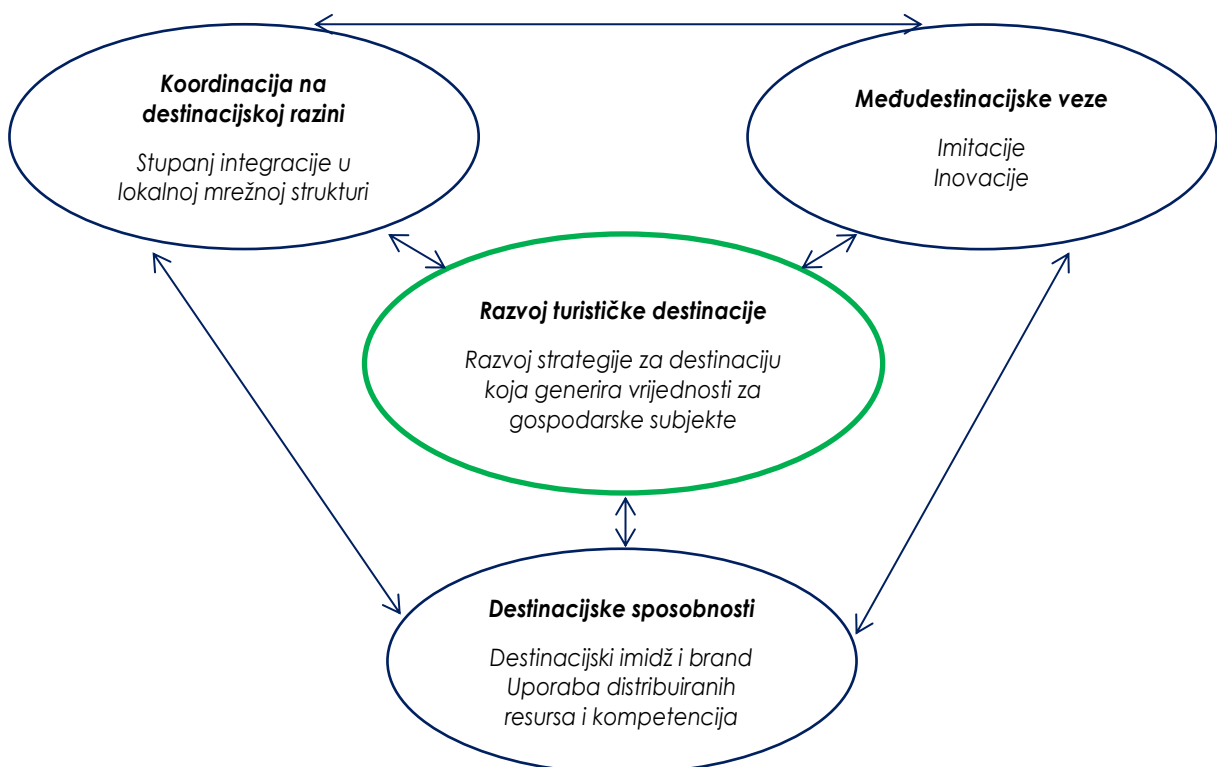 Koordinacija na
destinacijskoj razini
Stupanj integracije u
lokalnoj mrežnoj strukturi
Međudestinacijske veze
Imitacije
Inovacije
Razvoj turističke destinacije
Razvoj strategije za destinaciju
koja generira vrijednosti za
gospodarske subjekte
Destinacijske sposobnosti
Destinacijski imidž i brand
Uporaba distribuiranih
resursa i kompetencija